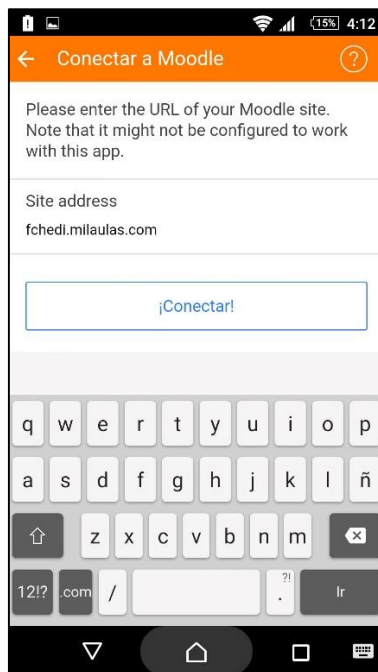 15% 4:12
Conectar a Moodle ?
Please enter the URL of your Moodle site.
Note that it might not be configured to work
with this app.
Site address
fchedi.milaulas.com
¡Conectar!
q w e r t y u i o p
a s d f g h j k l ñ
z x c v b n m
12!? .com / ?! . Ir